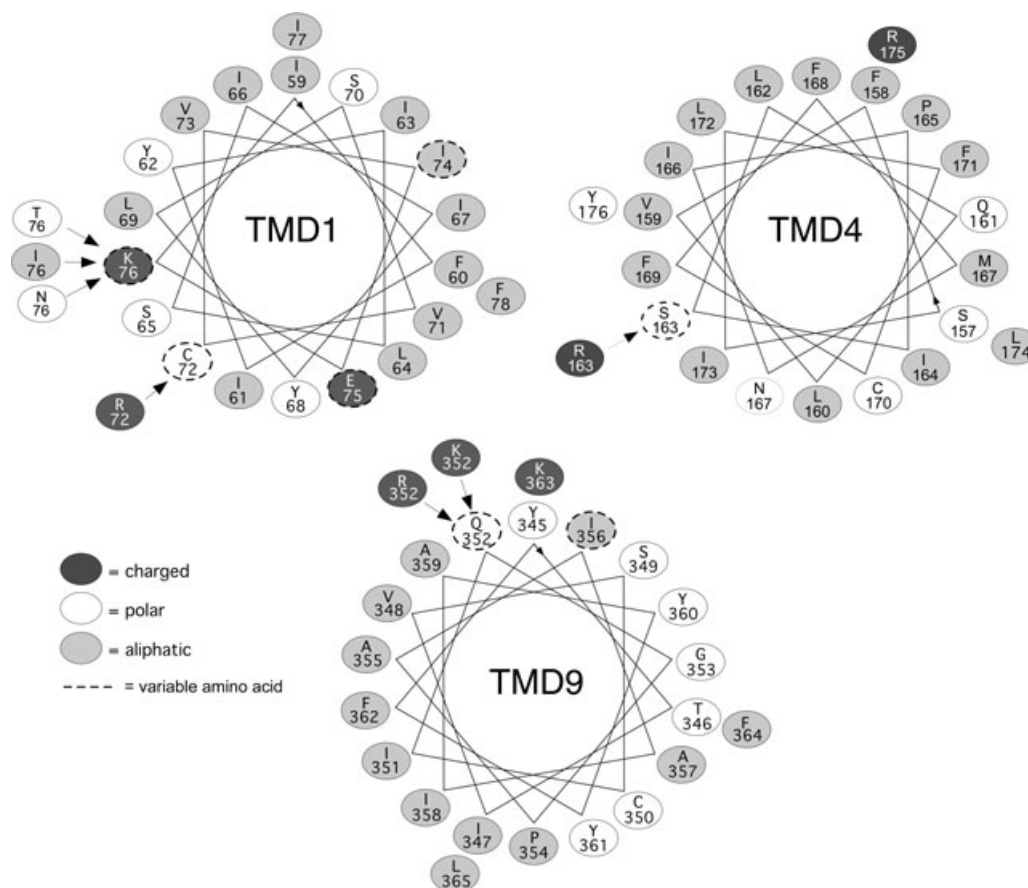 I
77
I
59
S
70
I
66
I
63
V
73
I
74
Y
62
I
67
L
69
T
76
I
76
N
76
K
76
F
60
F
78
S
65
V
71
C
72
L
64
R
72
I
61
Y
68
E
75
TMD1
R
175
L
162
F
168
F
158
L
172
P
165
I
166
F
171
Y
176
V
159
Q
161
F
169
M
167
S
163
S
157
R
163
L
174
I
173
I
164
N
167
L
160
C
170
TMD4
K
352
K
363
R
352
Q
352
Y
345
I
356
A
359
S
349
V
348
Y
360
A
355
G
353
F
362
T
346
F
364
I
351
A
357
I
358
C
350
I
347
P
354
Y
361
L
365
TMD9
= charged
= polar
= aliphatic
= variable amino acid